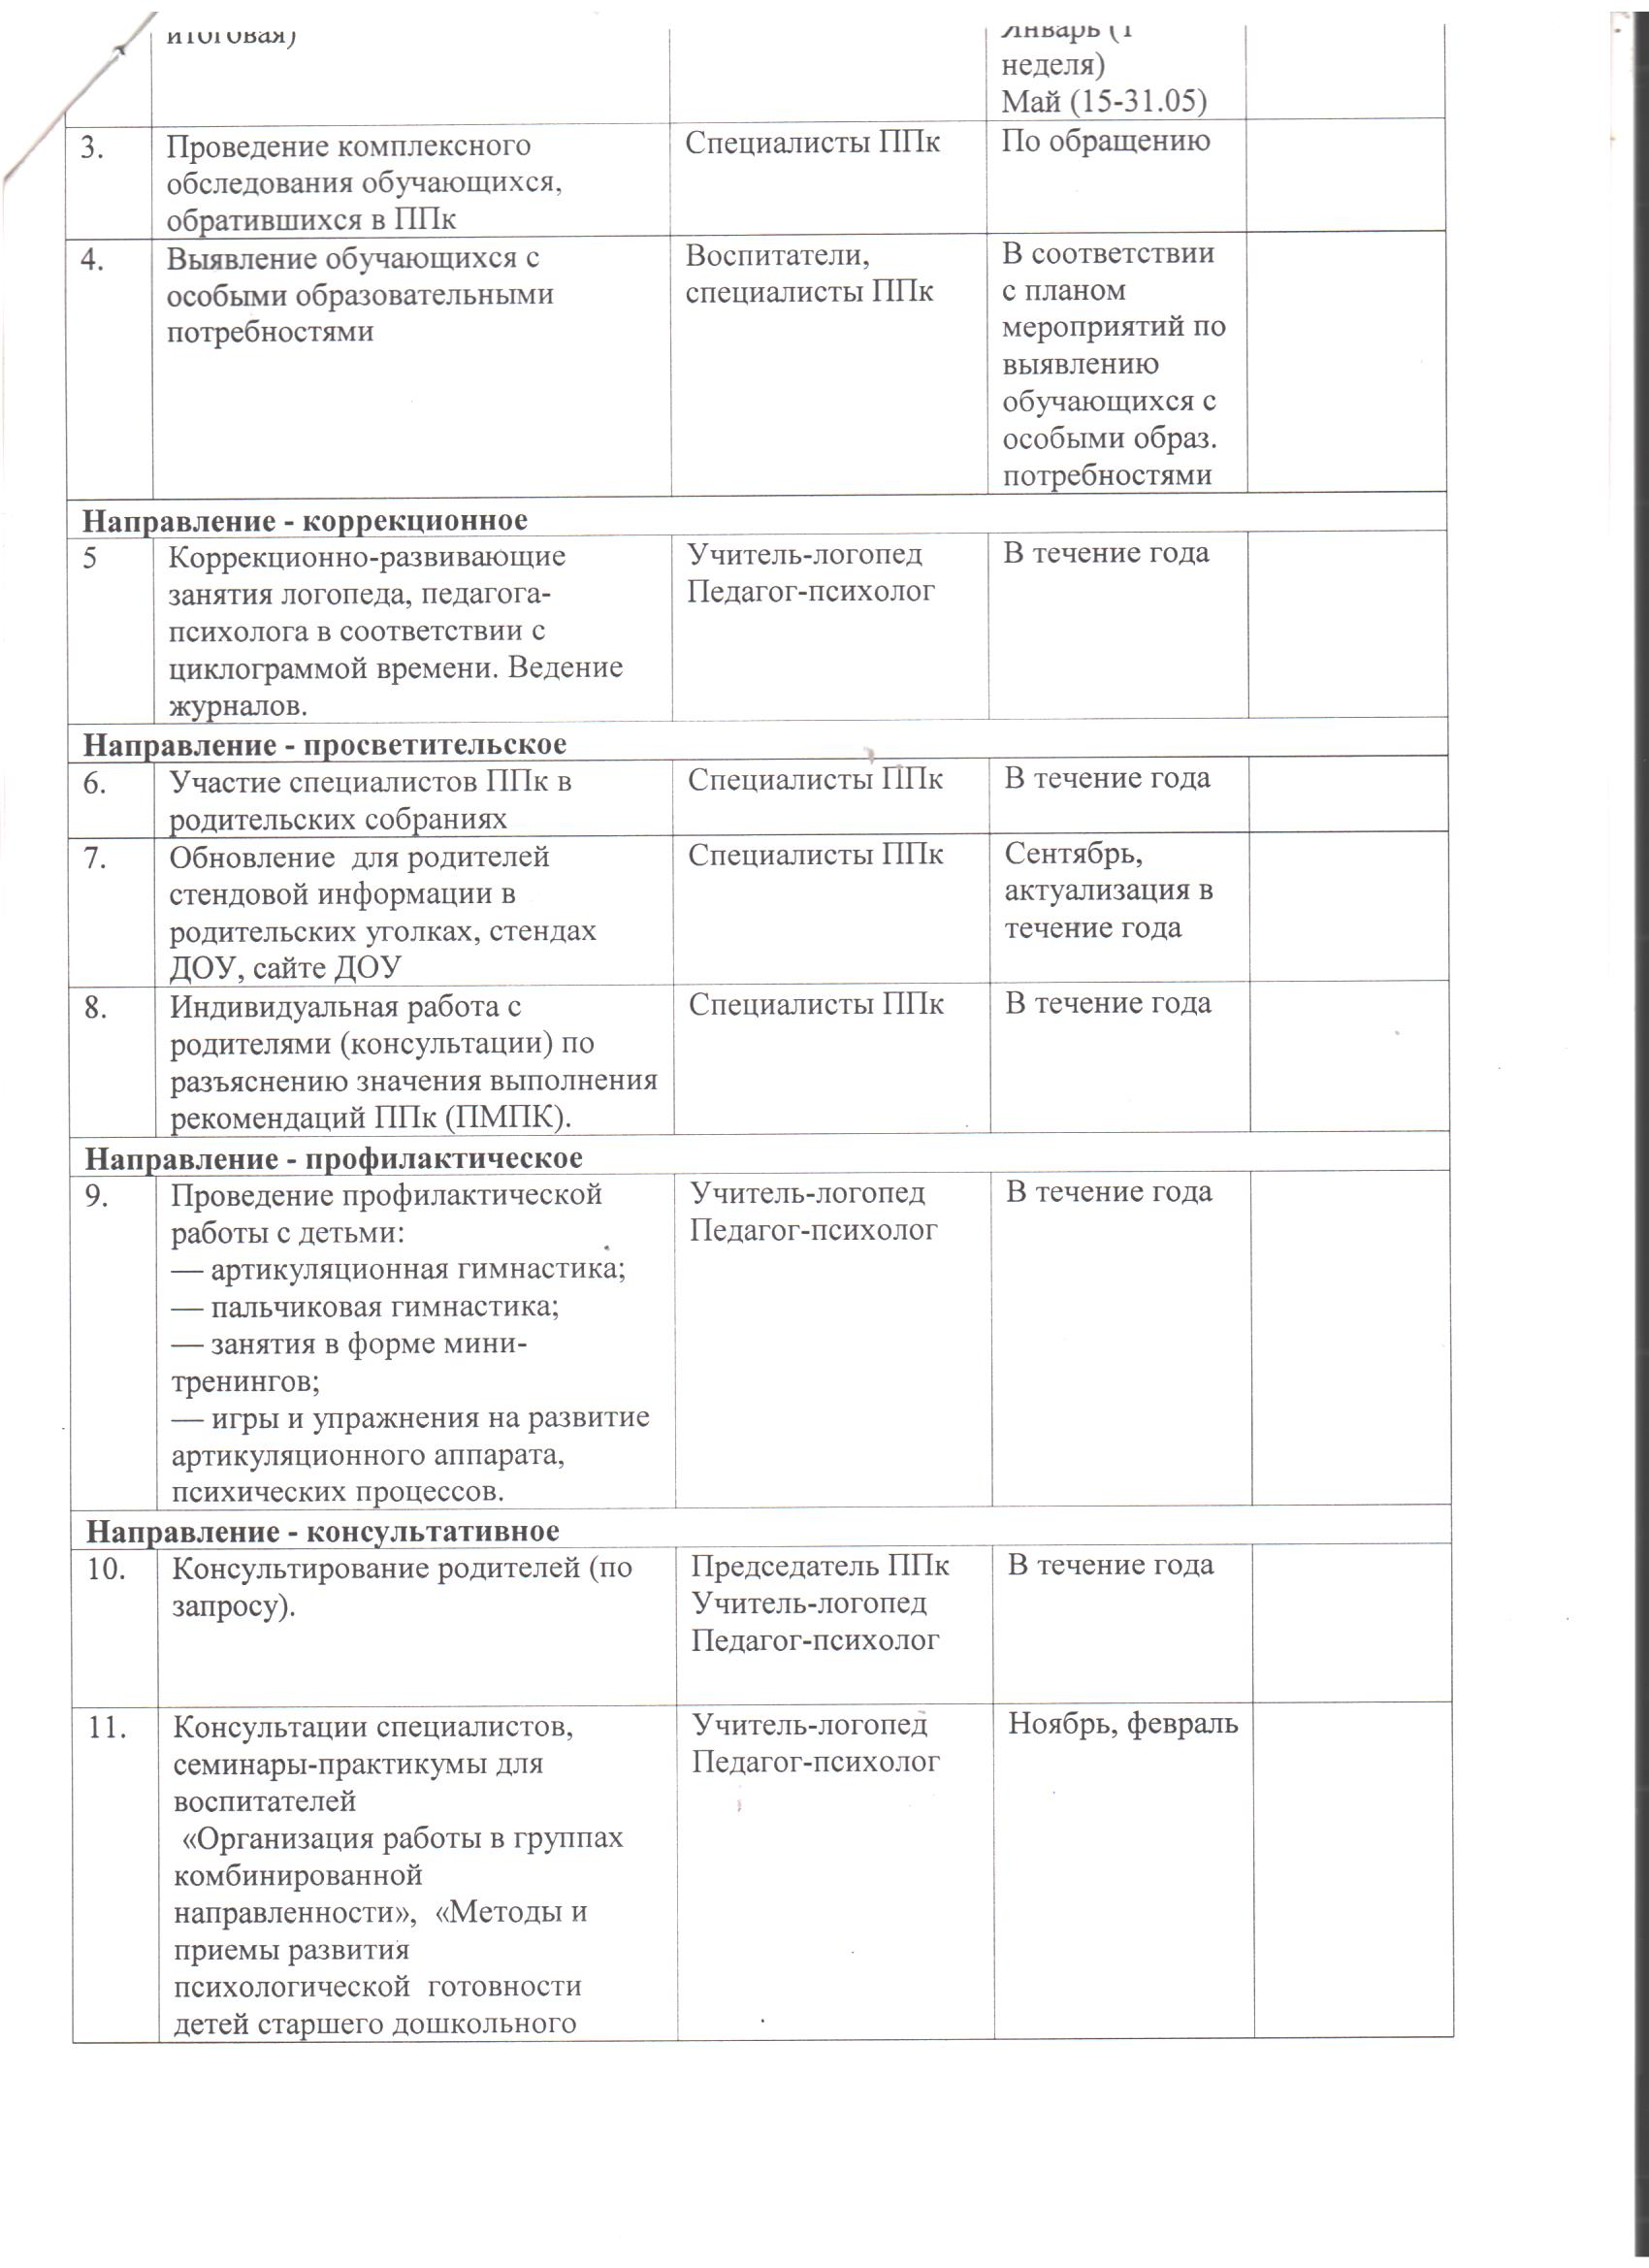 итоговая)
Январь (1
неделя)
Май (15-31.05)
3.
Проведение комплексного
обследования обучающихся,
обратившихся в ППк
Специалисты ППк
По обращению
4.
Выявление обучающихся с
особыми образовательными
потребностями
Воспитатели,
специалисты ППк
В соответствии
с планом
мероприятий по
выявлению
обучающихся с
особыми образ.
потребностями
Направление - коррекционное
5
Коррекционно-развивающие
занятия логопеда, педагога-
психолога в соответствии с
циклограммой времени. Ведение
журналов.
Учитель-логопед
Педагог-психолог
В течение года
Направление - просветительское
6.
Участие специалистов ППк в
родительских собраниях
Специалисты ППк
В течение года
7.
Обновление  для родителей
стендовой информации в
родительских уголках, стендах
ДОУ, сайте ДОУ
Специалисты ППк
Сентябрь,
актуализация в
течение года
8.
Индивидуальная работа с
родителями (консультации) по
разъяснению значения выполнения
рекомендаций ППк (ПМПК).
Специалисты ППк
В течение года
Направление - профилактическое
9.
Проведение профилактической
работы с детьми:
— артикуляционная гимнастика;
— пальчиковая гимнастика;
— занятия в форме мини-
тренингов;
— игры и упражнения на развитие
артикуляционного аппарата,
психических процессов.
Учитель-логопед
Педагог-психолог
В течение года
Направление - консультативное
10.
Консультирование родителей (по
запросу).
Председатель ППк
Учитель-логопед
Педагог-психолог
В течение года
11.
Консультации специалистов,
семинары-практикумы для
воспитателей
«Организация работы в группах
комбинированной
направленности»,  «Методы и
приемы развития
психологической  готовности
детей старшего дошкольного
Учитель-логопед
Педагог-психолог
Ноябрь, февраль